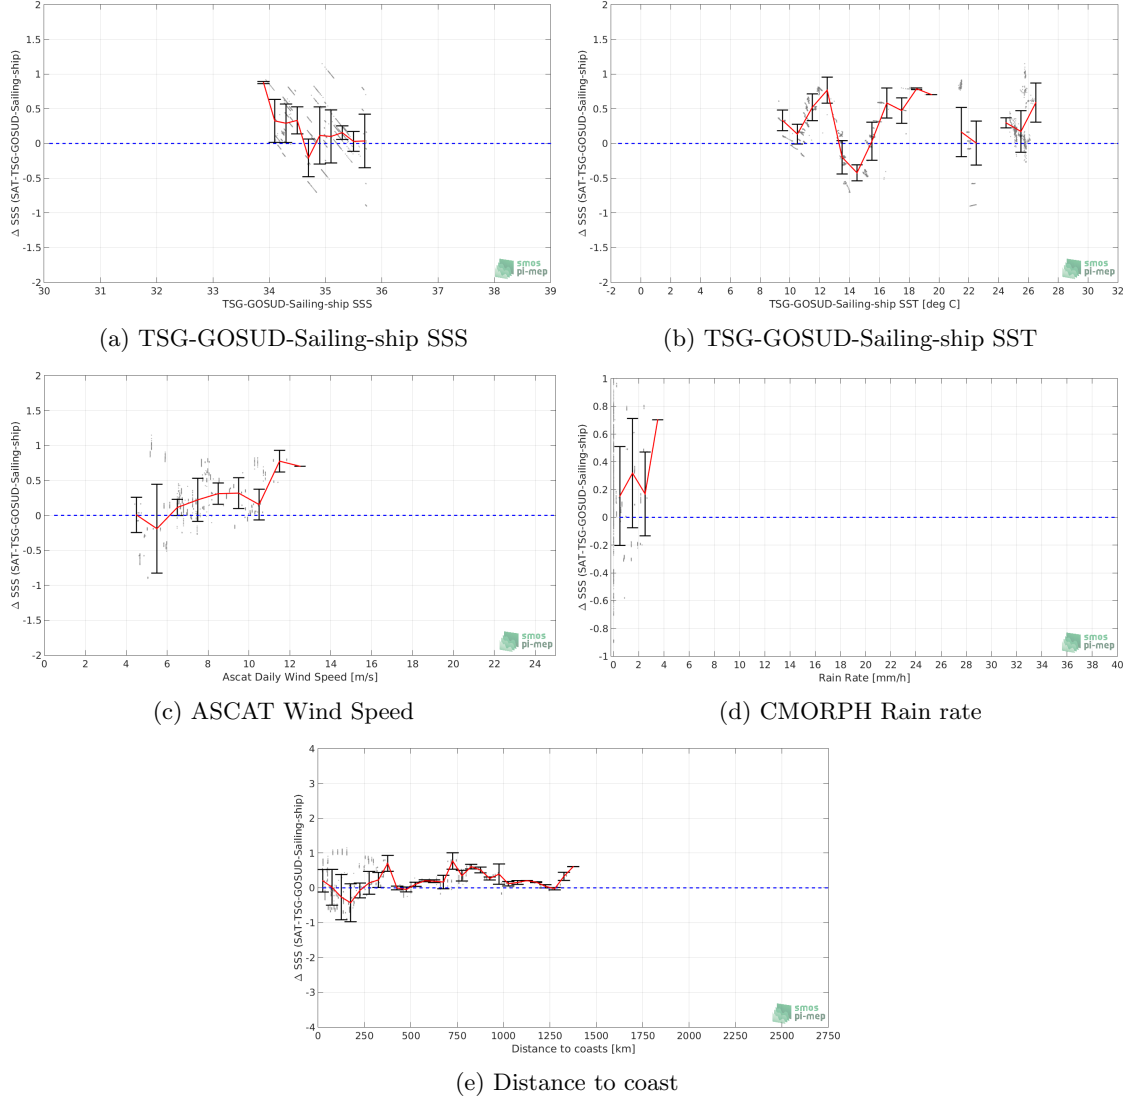 2
1.5
1
0.5
0
-0.5
-1
-1.5
-2
Δ SSS (SAT-TSG-GOSUD-Sailing-ship)
30 31 32 33 34 35 36 37 38 39
TSG-GOSUD-Sailing-ship SSS
smos
pi-mep
(a) TSG-GOSUD-Sailing-ship SSS
2
1.5
1
0.5
0
-0.5
-1
-1.5
-2
Δ SSS (SAT-TSG-GOSUD-Sailing-ship)
-2 0 2 4 6 8 10 12 14 16 18 20 22 24 26 28 30 32
TSG-GOSUD-Sailing-ship SST [deg C]
smos
pi-mep
(b) TSG-GOSUD-Sailing-ship SST
2
1.5
1
0.5
0
-0.5
-1
-1.5
-2
Δ SSS (SAT-TSG-GOSUD-Sailing-ship)
0 2 4 6 8 10 12 14 16 18 20 22 24
Ascat Daily Wind Speed [m/s]
smos
pi-mep
(c) ASCAT Wind Speed
1
0.8
0.6
0.4
0.2
0
-0.2
-0.4
-0.6
-0.8
-1
Δ SSS (SAT-TSG-GOSUD-Sailing-ship)
0 2 4 6 8 10 12 14 16 18 20 22 24 26 28 30 32 34 36 38 40
Rain Rate [mm/h]
smos
pi-mep
(d) CMORPH Rain rate
4
3
2
1
0
-1
-2
-3
-4
Δ SSS (SAT-TSG-GOSUD-Sailing-ship)
0 250 500 750 1000 1250 1500 1750 2000 2250 2500 2750
Distance to coasts [km]
smos
pi-mep
(e) Distance to coast